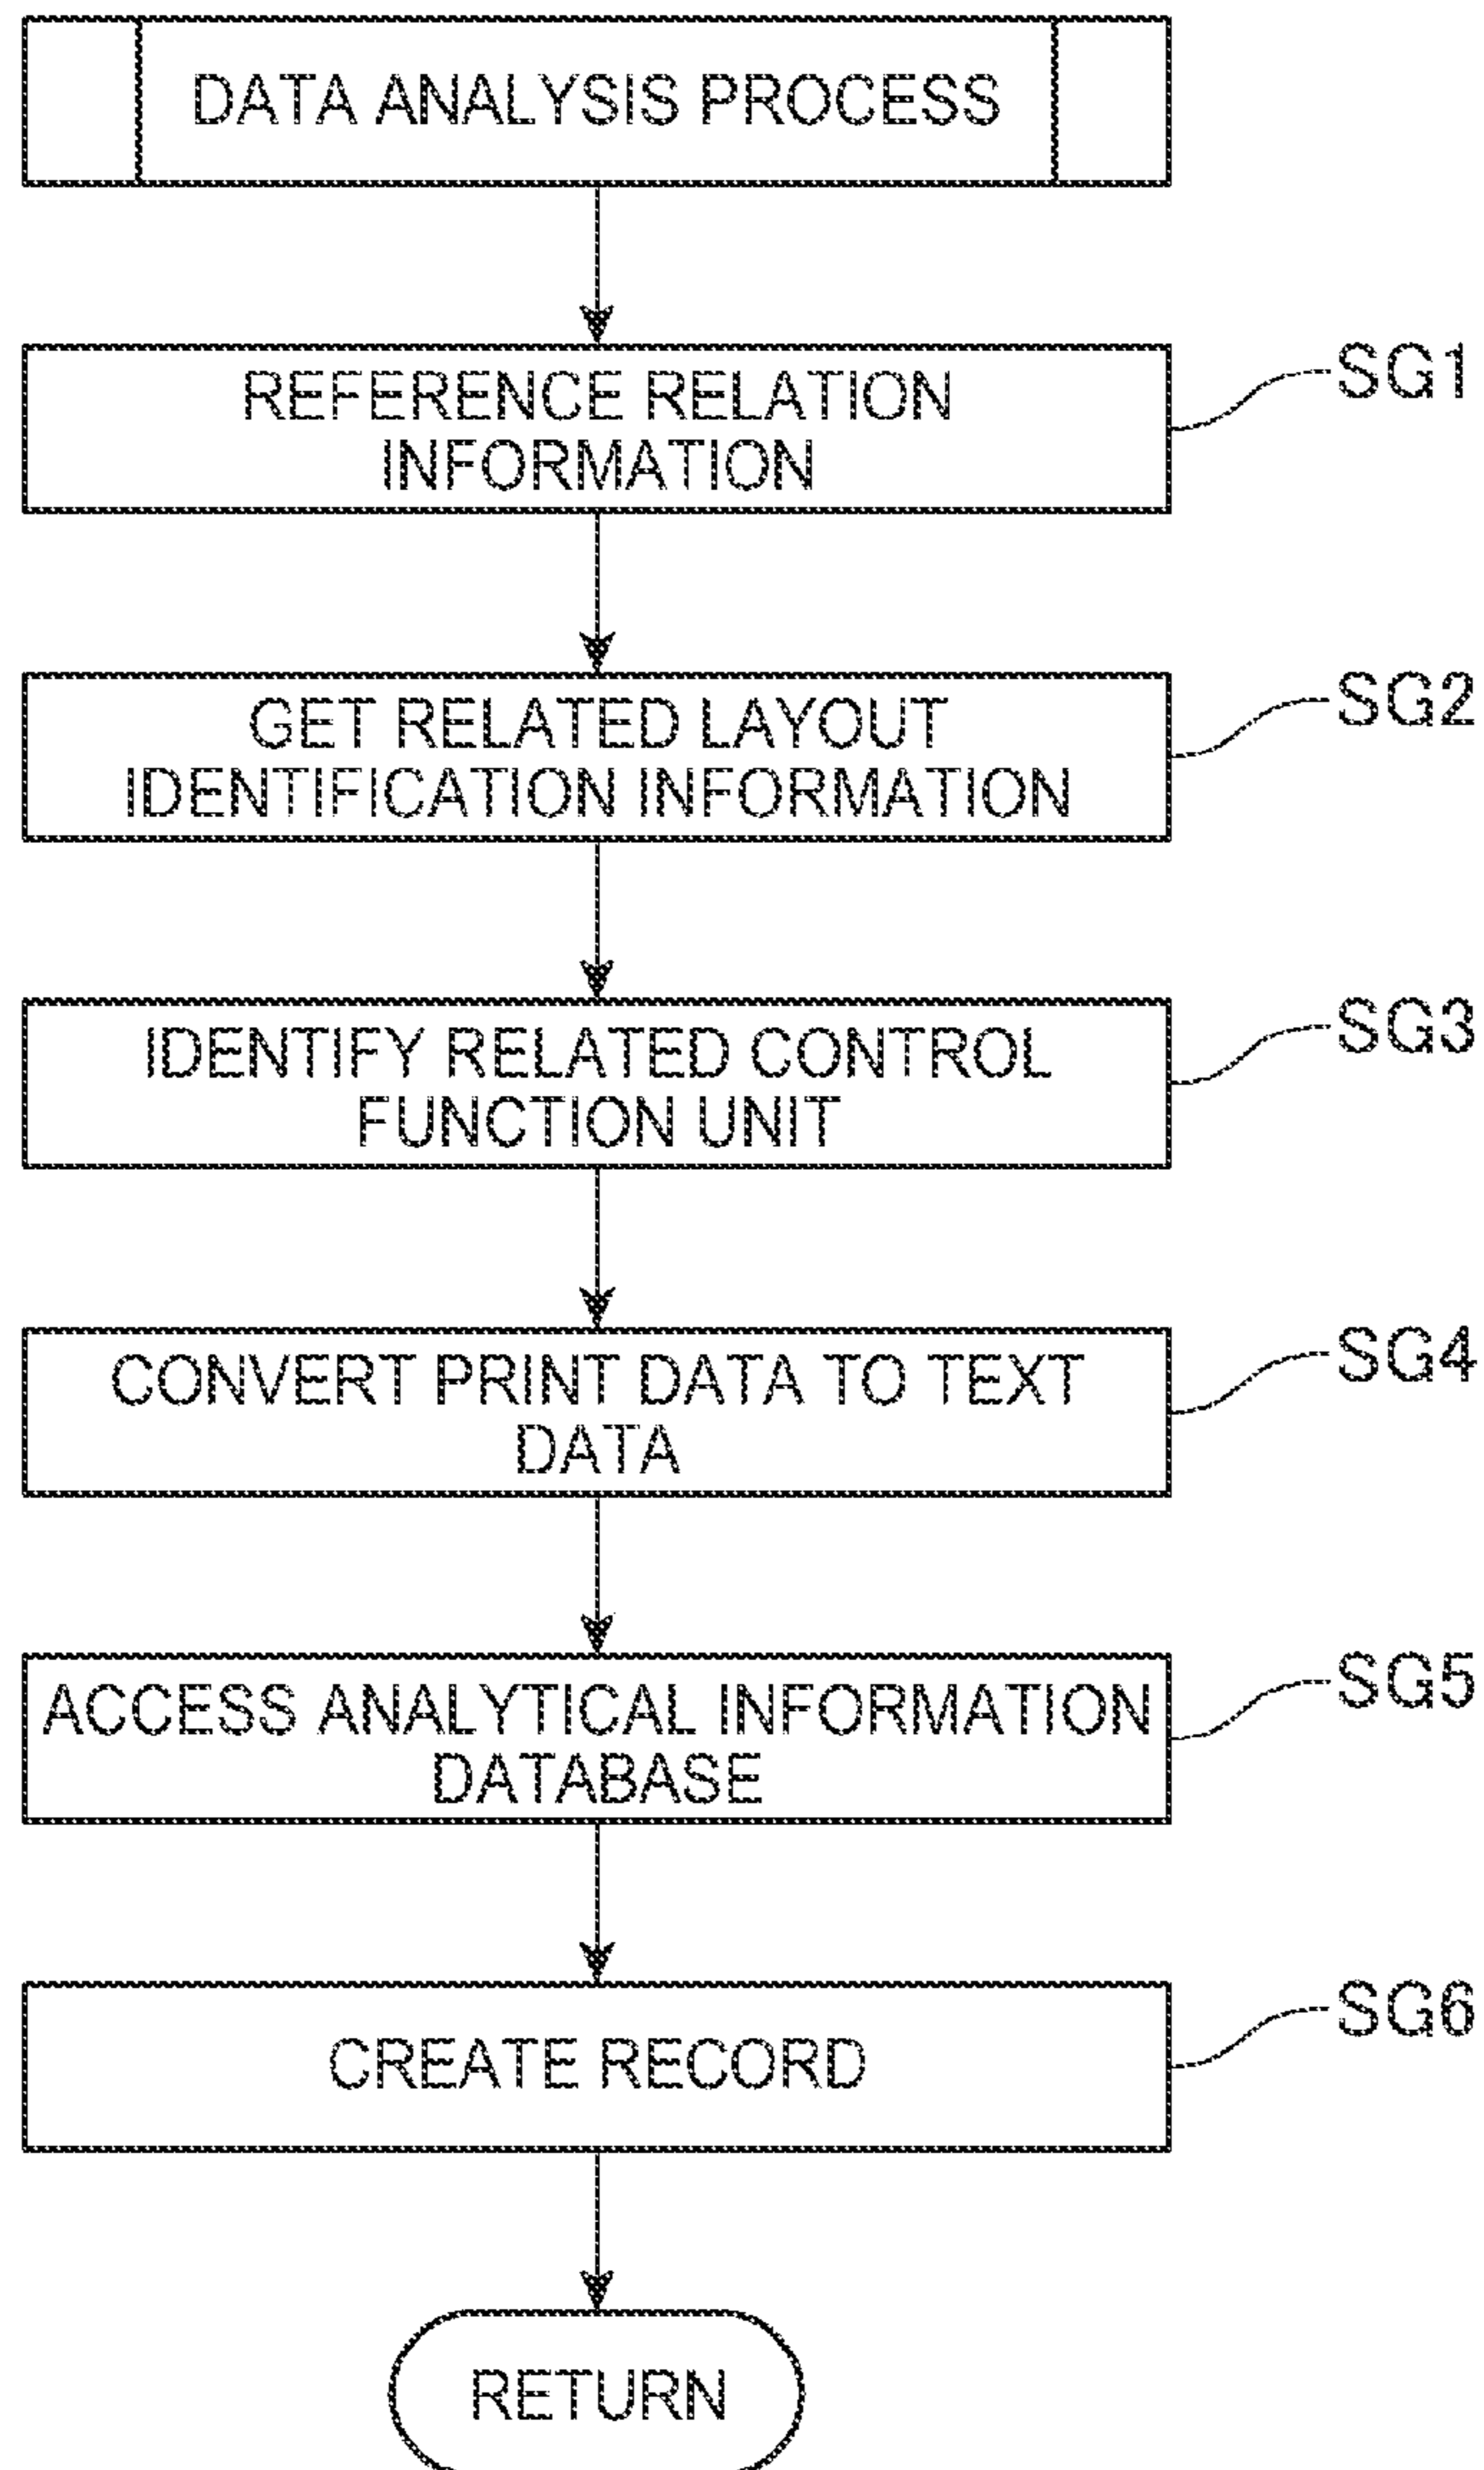 DATA ANALYSIS PROCESS
REFERENCE RELATION
INFORMATION
SG1
GET RELATED LAYOUT
IDENTIFICATION INFORMATION
SG2
IDENTIFY RELATED CONTROL
FUNCTION UNIT
SG3
CONVERT PRINT DATA TO TEXT
DATA
SG4
ACCESS ANALYTICAL INFORMATION
DATABASE
SG5
CREATE RECORD
SG6
RETURN